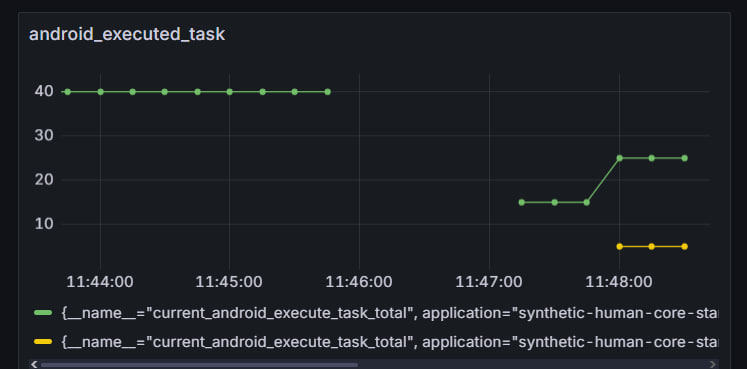 android_executed_task
40
30
20
10
11:44:00 11:45:00 11:46:00 11:47:00 11:48:00
{__name__="current_android_execute_task_total", application="synthetic-human-core-sta
{__name__="current_android_execute_task_total", application="synthetic-human-core-sta